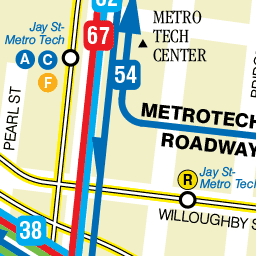 METRO
TECH
CENTER
Jay St-
Metro Tech
A C
F
67
54
PEARL ST
METROTECH
ROADWAY
Jay St-
Metro Tech
R
WILLOUGHBY
38